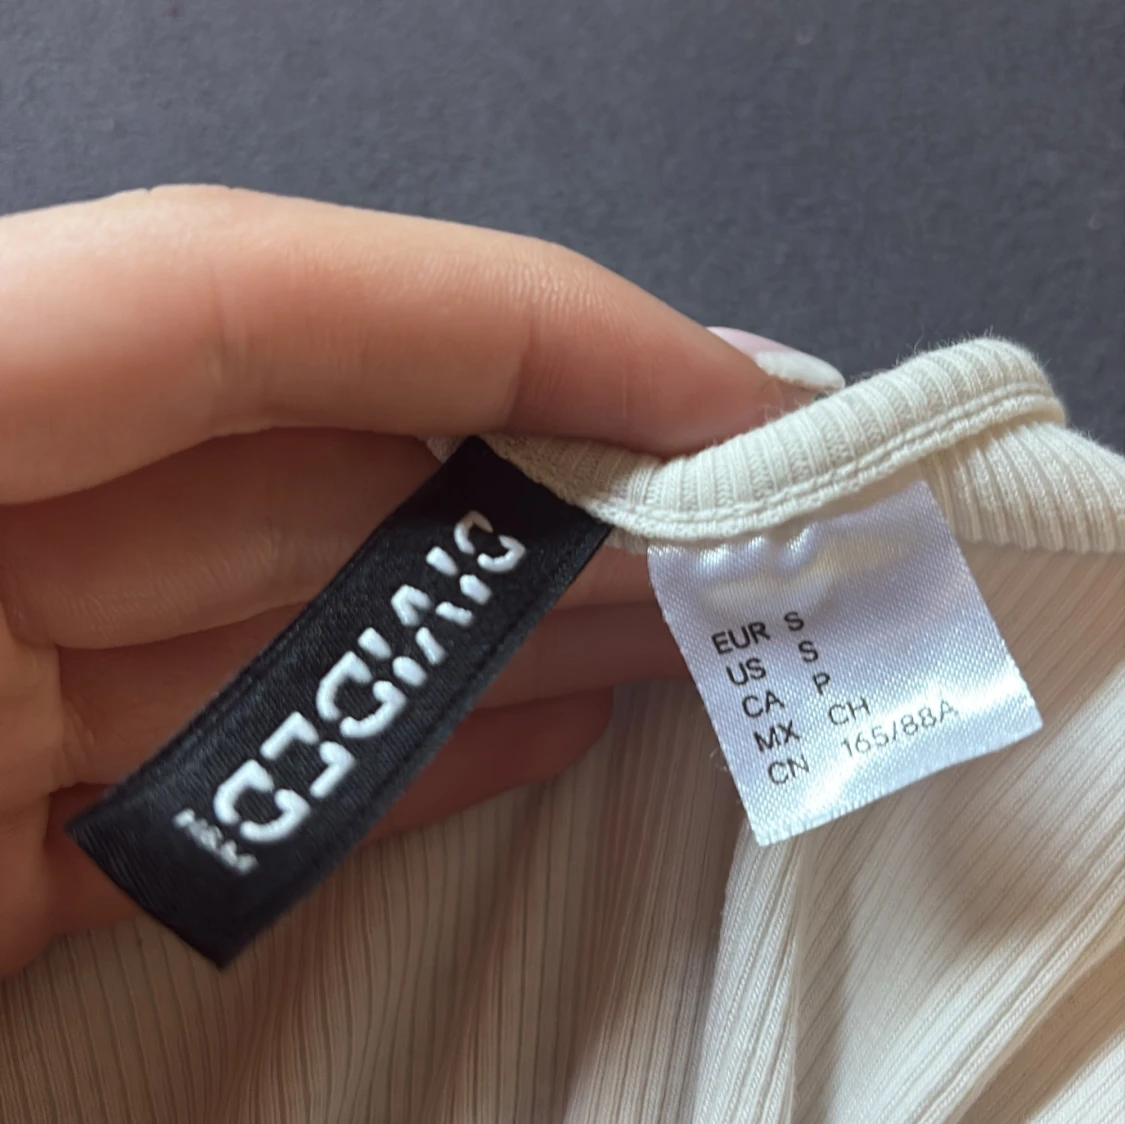 DIVIDED
H&M
EUR S
US S
CA P
MX CH
CN 165/88A